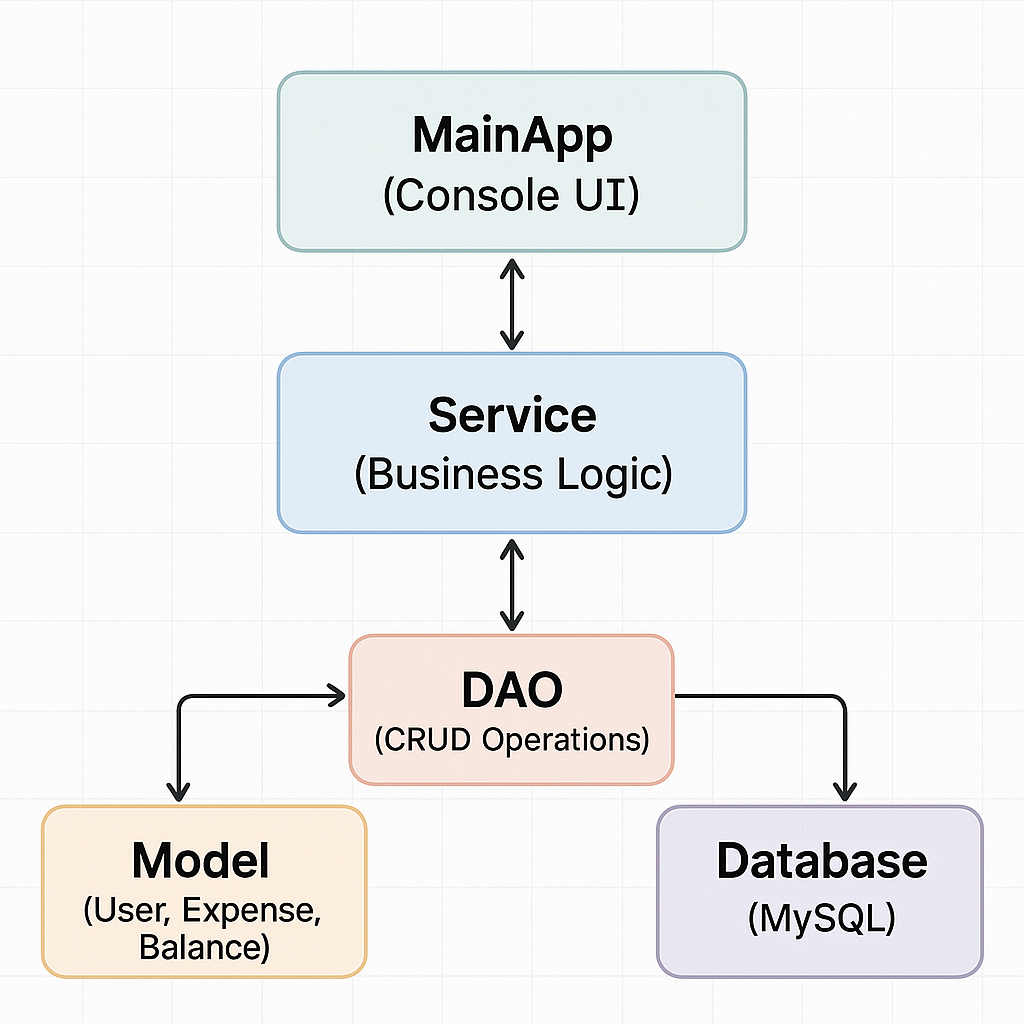 MainApp
(Console UI)
Service
(Business Logic)
DAO
(CRUD Operations)
Model
(User, Expense,
Balance)
Database
(MySQL)